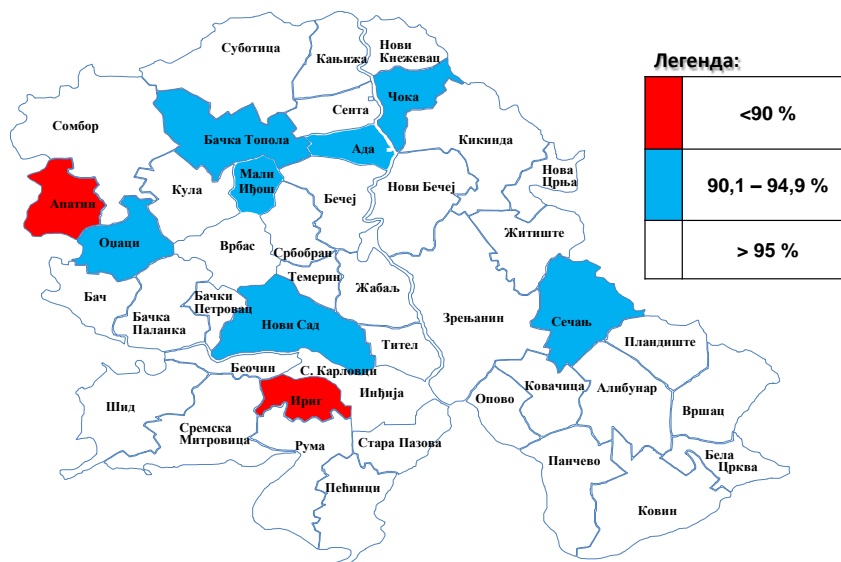 Легенда:
<90 %
90,1 – 94,9 %
> 95 %
Суботица
Кањижа
Нови
Кнежевац
Чока
Сента
Сомбор
Бачка Топола
Ада
Кикинда
Мали
Иђош
Кула
Нова
Црња
Нови Бечеј
Бечеј
Апатин
Оџаци
Житиште
Врбас
Србобран
Темерин
Жабаљ
Бач
Бачки
Петровац
Бачка
Паланка
Нови Сад
Зрењанин
Сечањ
Тител
Пландиште
Беочин
С. Карловци
Ириг
Инђија
Опово
Ковачица
Алибунар
Вршац
Шид
Сремска
Митровица
Рума
Стара Пазова
Панчево
Бела
Црква
Пећинци
Ковин